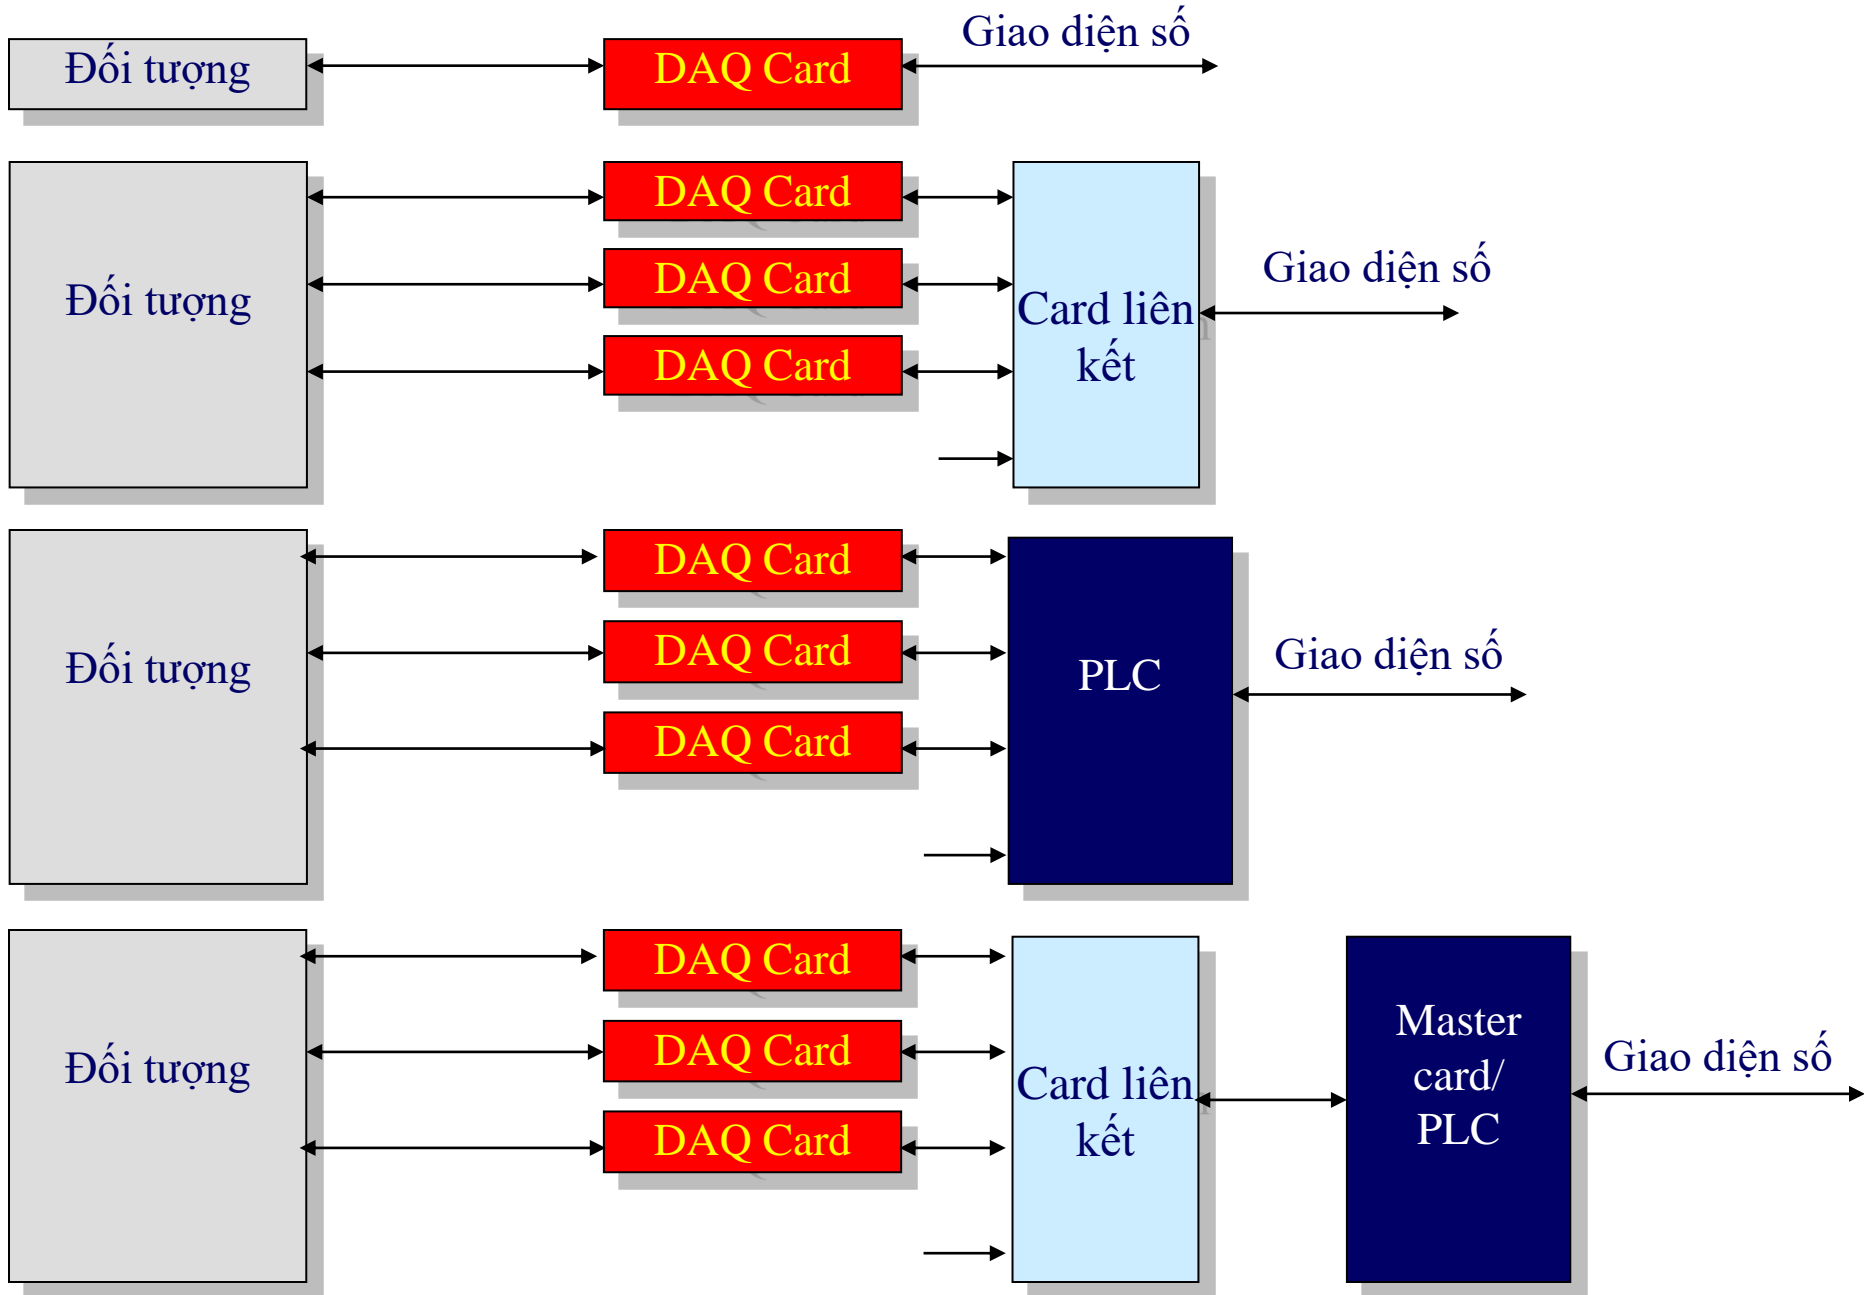 Giao diện số
Đối tượng
DAQ Card
DAQ Card
DAQ Card
DAQ Card
Đối tượng
Card liên
kết
Giao diện số
DAQ Card
DAQ Card
DAQ Card
Đối tượng
PLC
Giao diện số
DAQ Card
DAQ Card
DAQ Card
Đối tượng
Card liên
kết
Master
card/
PLC
Giao diện số